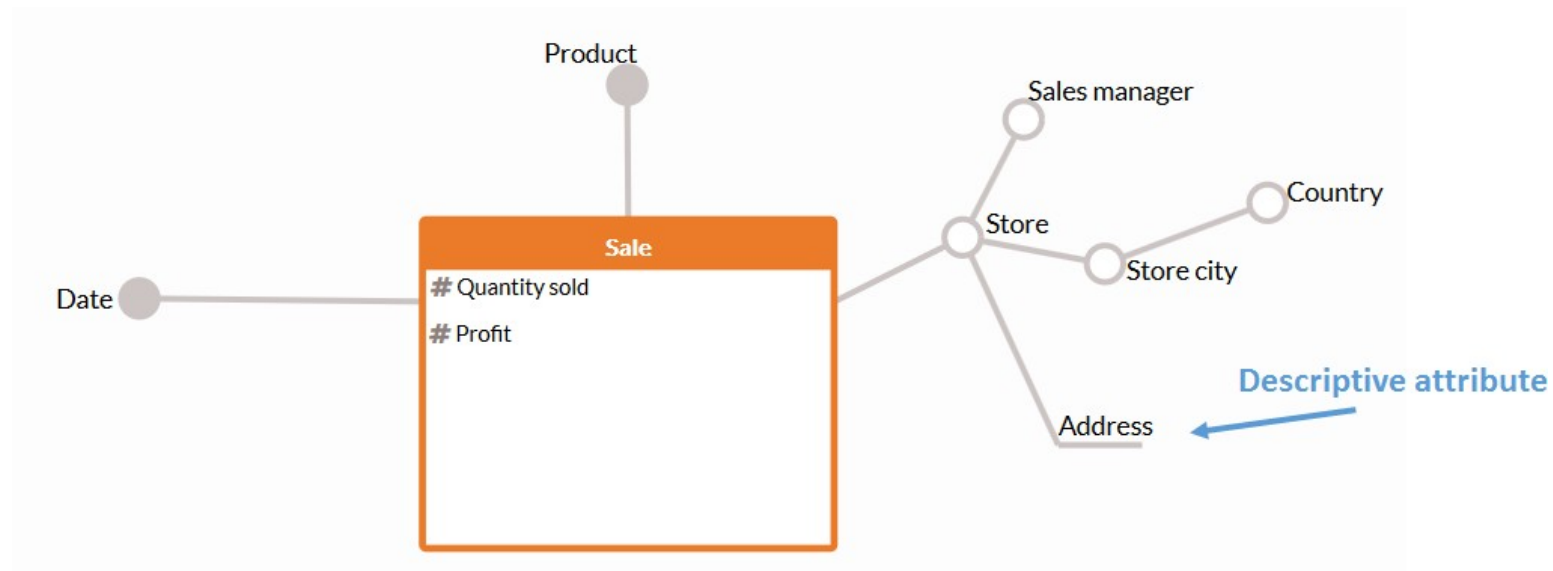 Product
Sales manager
Country
Store
Sale
Store city
# Quantity sold
Date
# Profit
Descriptive attribute
Address